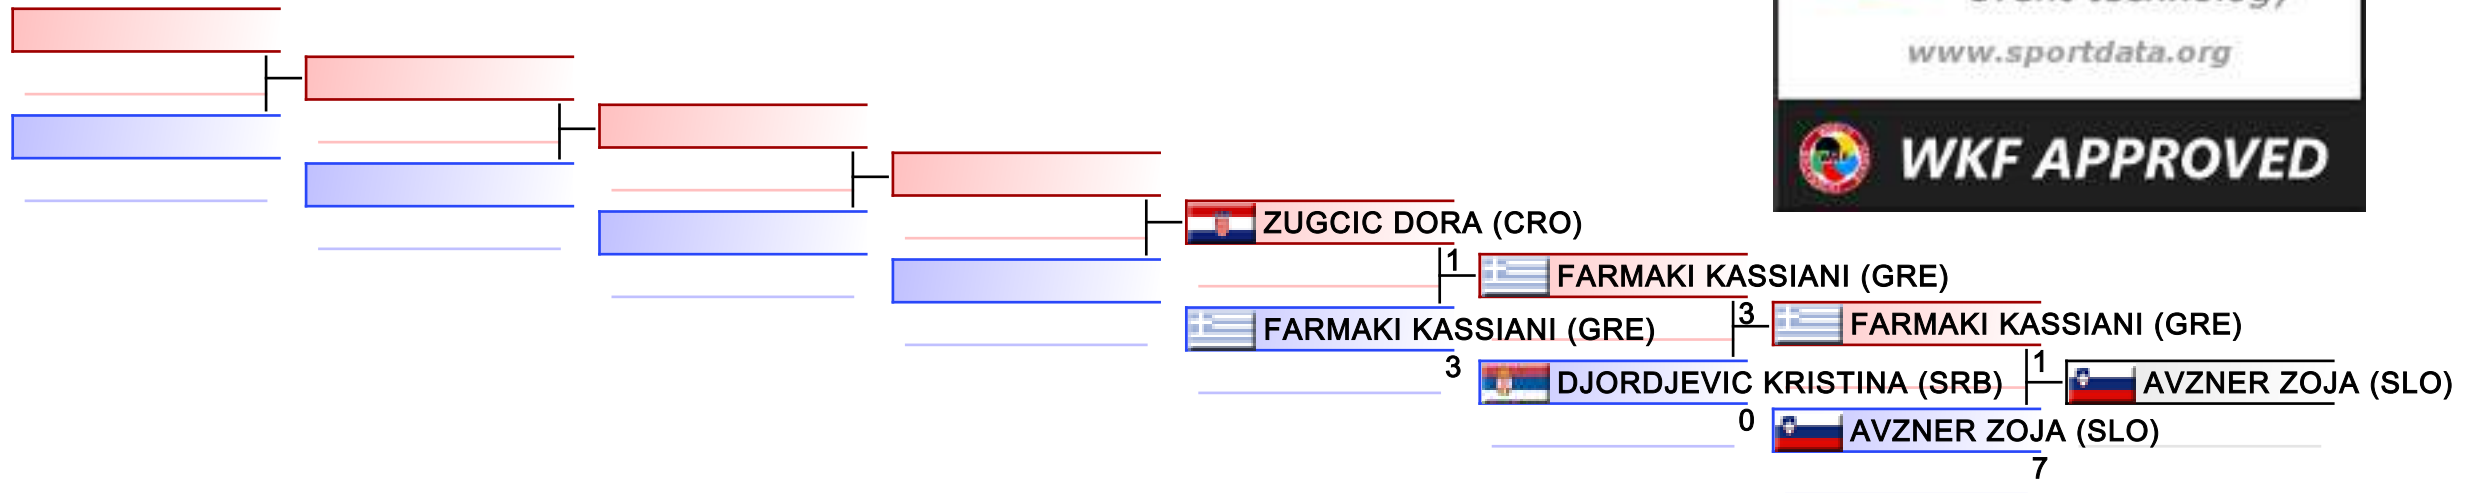 www.sportdata.org
WKF APPROVED
ZUGCIC DORA (CRO)
1
FARMAKI KASSIANI (GRE)
FARMAKI KASSIANI (GRE)
3
3
FARMAKI KASSIANI (GRE)
DJORDJEVIC KRISTINA (SRB)
0
1
AVZNER ZOJA (SLO)
AVZNER ZOJA (SLO)
7